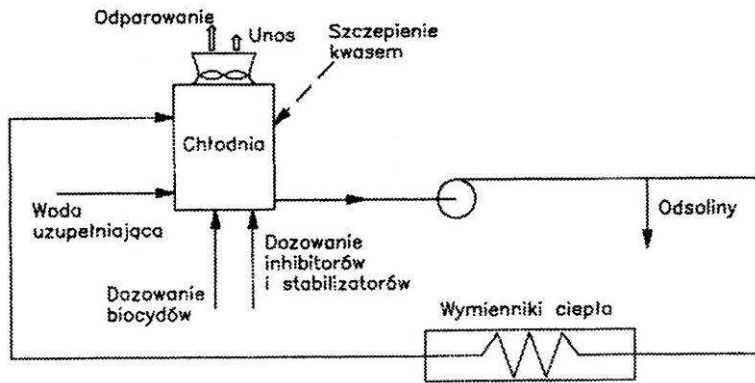 Odparowanie
Unos
Szczepienie
kwasem
Chłodnia
Woda
uzupełniająca
Odsoliny
Dozowanie
inhibitorów
i stabilizatorów
Dozowanie
biocydów
Wymienniki ciepła